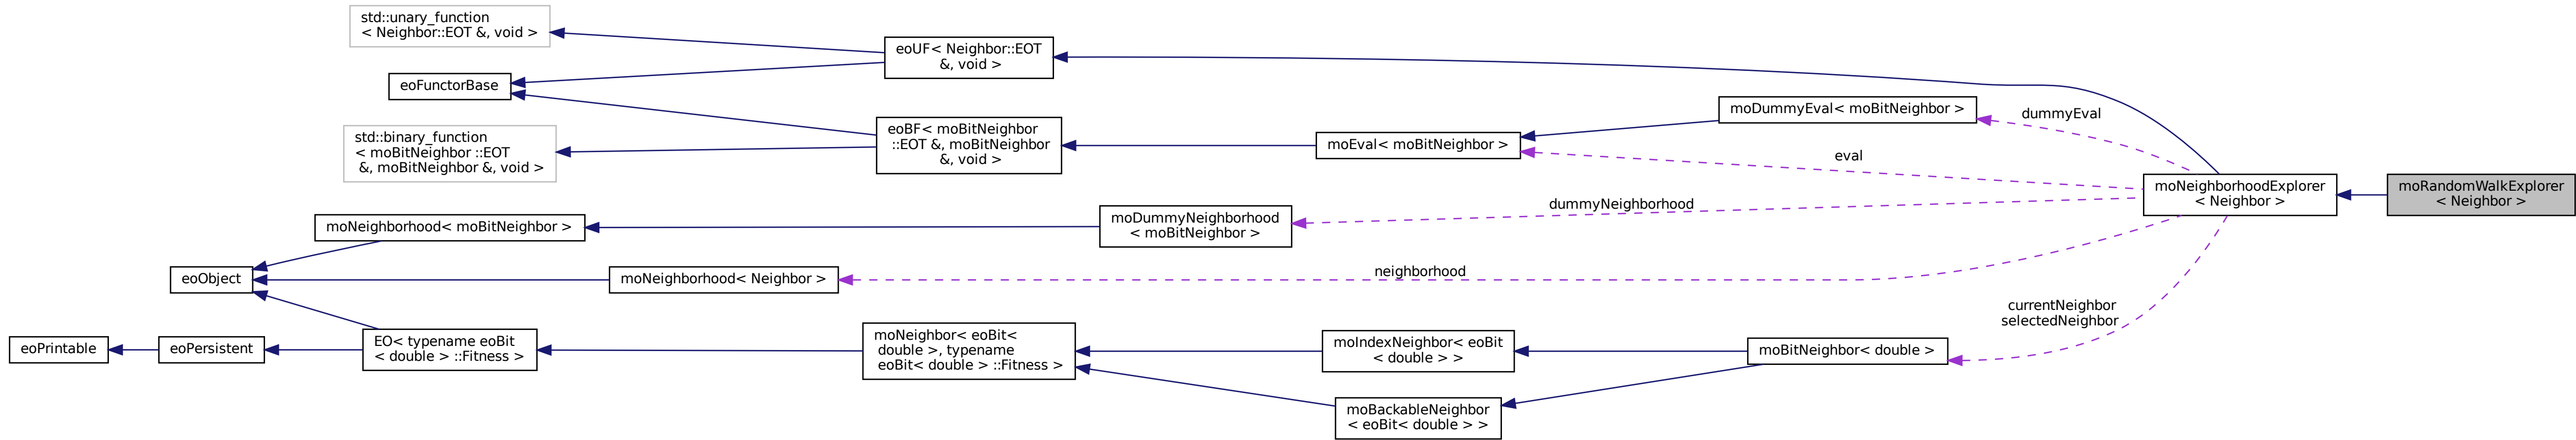 std::unary_function
< Neighbor::EOT &, void >
eoUF< Neighbor::EOT
&, void >
eoFunctorBase
moDummyEval< moBitNeighbor >
dummyEval
std::binary_function
< moBitNeighbor ::EOT
&, moBitNeighbor &, void >
eoBF< moBitNeighbor
::EOT &, moBitNeighbor
&, void >
moEval< moBitNeighbor >
eval
moNeighborhoodExplorer
< Neighbor >
moRandomWalkExplorer
< Neighbor >
dummyNeighborhood
moNeighborhood< moBitNeighbor >
moDummyNeighborhood
< moBitNeighbor >
eoObject
moNeighborhood< Neighbor >
neighborhood
currentNeighbor
selectedNeighbor
eoPrintable
eoPersistent
EO< typename eoBit
< double > ::Fitness >
moNeighbor< eoBit<
double >, typename
eoBit< double > ::Fitness >
moIndexNeighbor< eoBit
< double > >
moBitNeighbor< double >
moBackableNeighbor
< eoBit< double > >